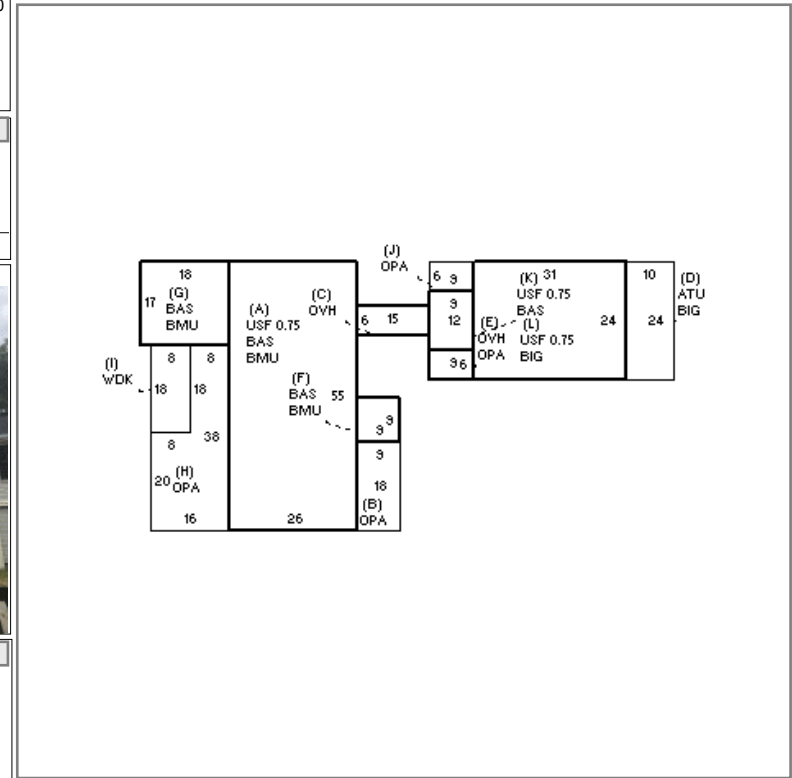 (J)
OPA
18
(G)
BAS
BMU
17
(C)
OVH
(A)
USF 0.75
BAS
BMU
6 15
6 9
9
12
(E)
OVH
OPA
9 6
(K) 31
USF 0.75
BAS
(L)
USF 0.75
BIG
24
10
24
(D)
ATU
BIG
(I)
WDK
8 8
18 18
8 38
20 (H)
OPA
16
(F)
BAS
BMU
55
26
9
9
9
18
(B)
OPA